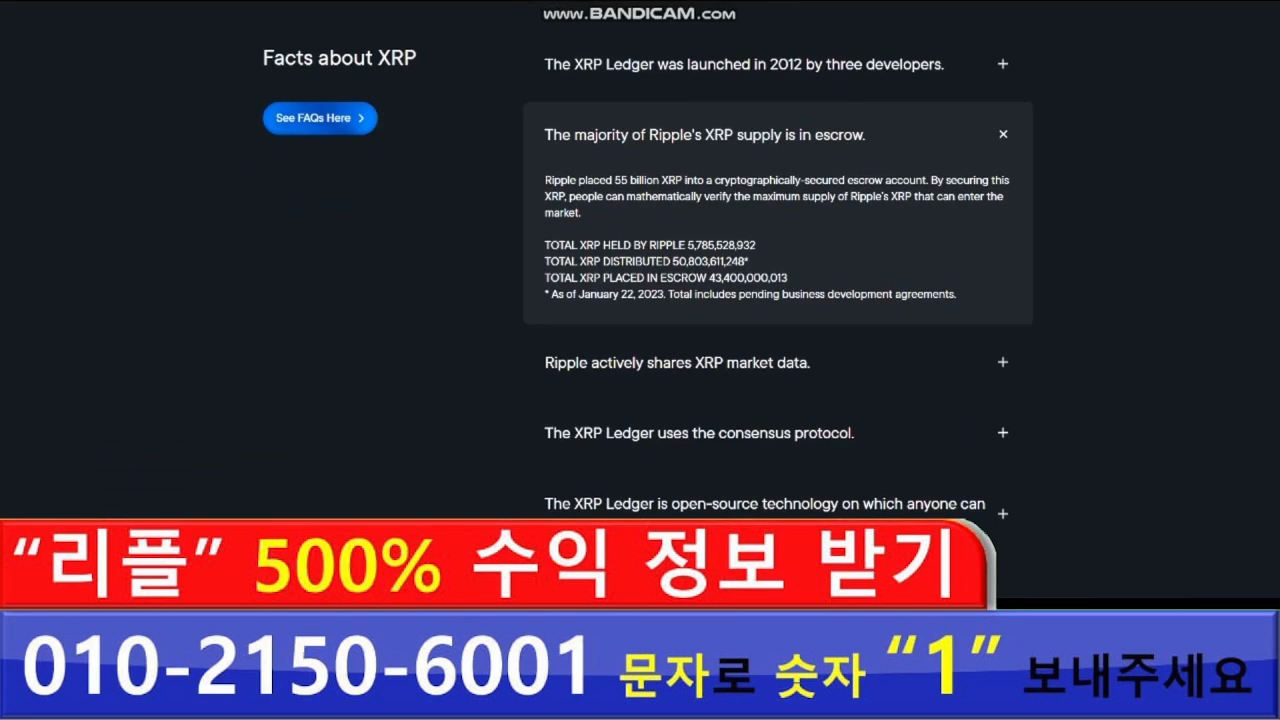 www.BANDICAM.com
Facts about XRP
See FAQs Here >
The XRP Ledger was launched in 2012 by three developers.
The majority of Ripple's XRP supply is in escrow.
Ripple placed 55 billion XRP into a cryptographically-secured escrow account. By securing this
XRP, people can mathematically verify the maximum supply of Ripple's XRP that can enter the
market.
TOTAL XRP HELD BY RIPPLE 5,785,528,932
TOTAL XRP DISTRIBUTED 50,803,611,248*
TOTAL XRP PLACED IN ESCROW 43,400,000,013
* As of January 22, 2023. Total includes pending business development agreements.
Ripple actively shares XRP market data.
The XRP Ledger uses the consensus protocol.
The XRP Ledger is open-source technology on which anyone can
“리플” 500% 수익 정보 받기
010-2150-6001 문자로 숫자 “1” 보내주세요